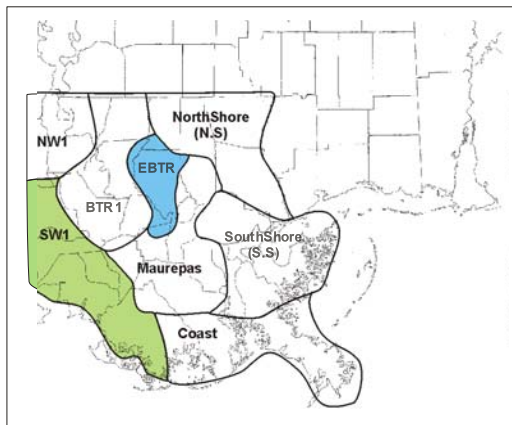 NorthShore
(N.S)
NW1
EBTR
BTR1
SW1
SouthShore
(S.S)
Maurepas
Coast